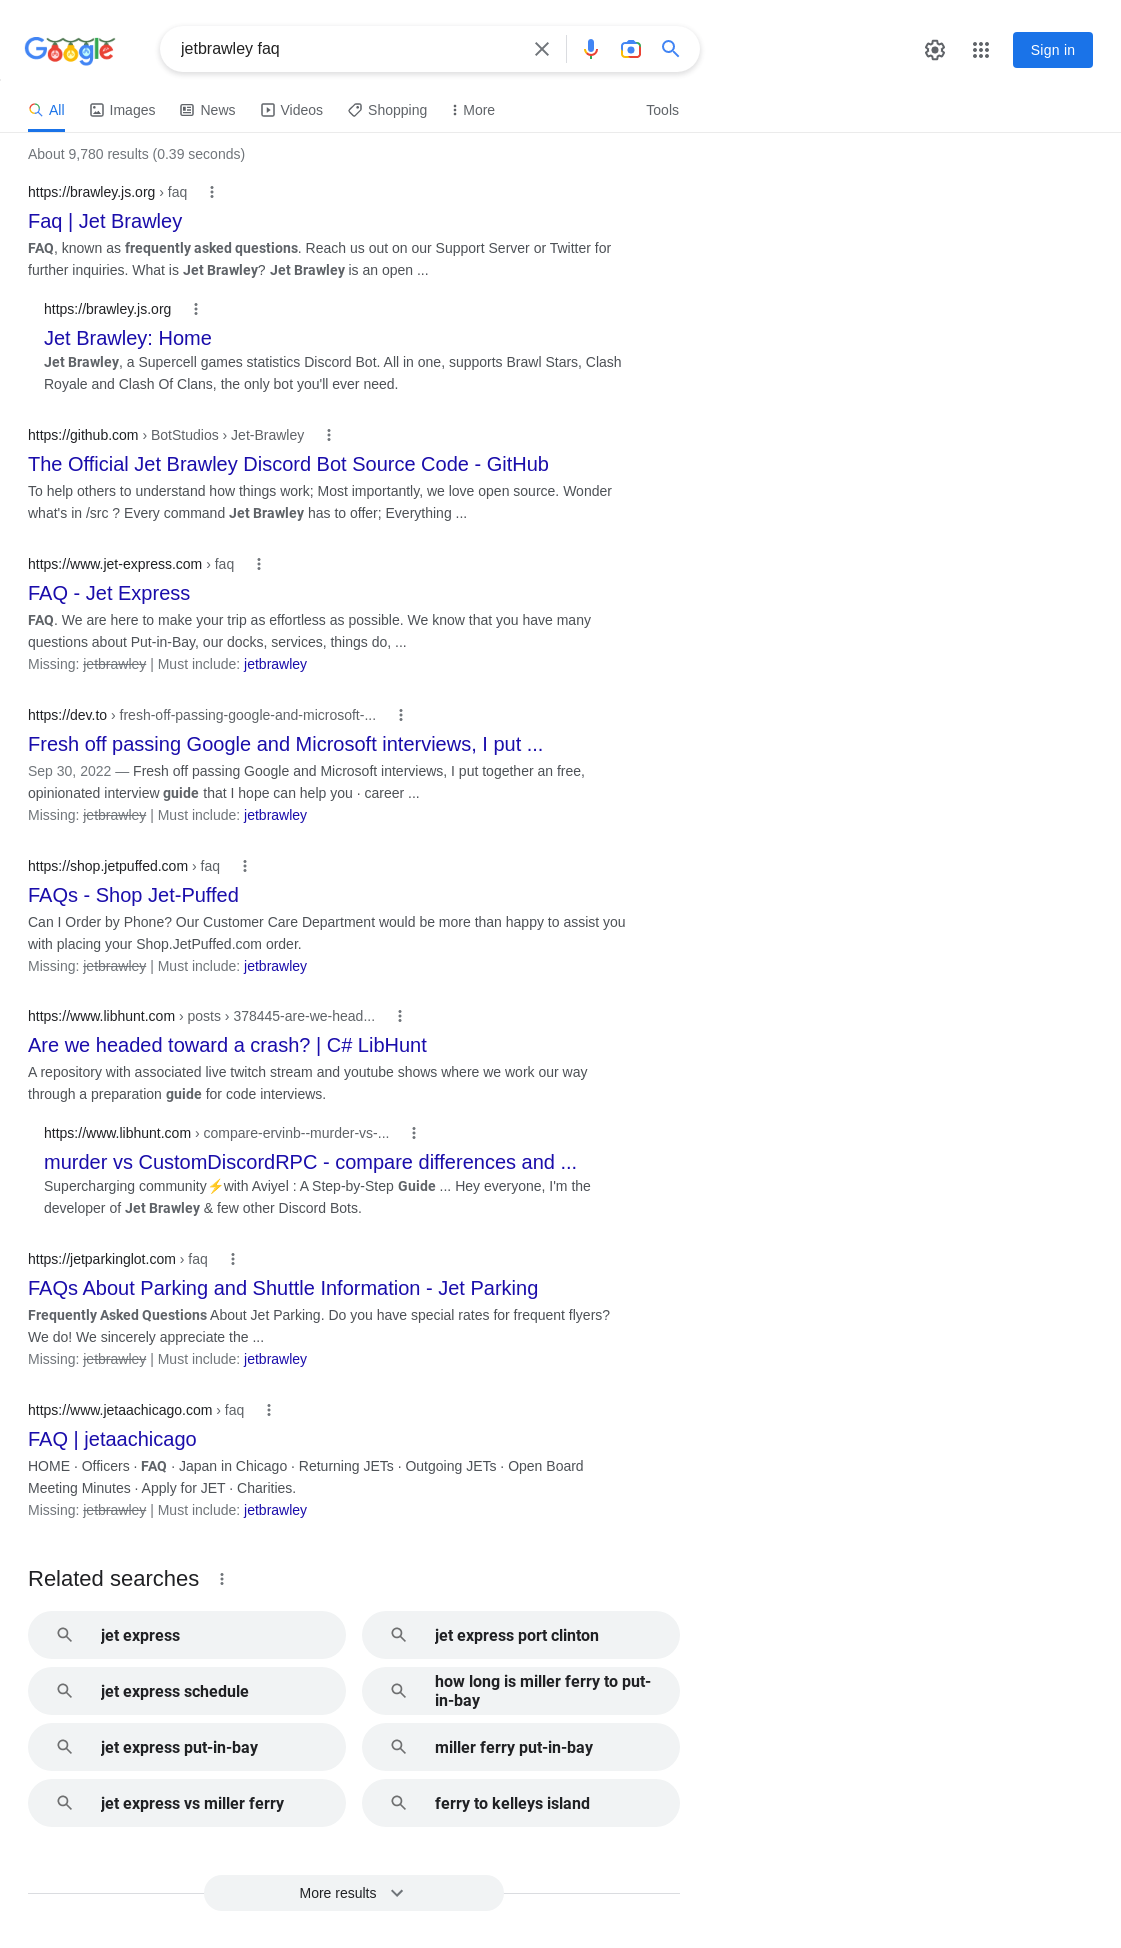 Google
jetbrawley faq
Sign in
All Images News Videos Shopping More Tools
About 9,780 results (0.39 seconds)
https://brawley.js.org › faq
Faq | Jet Brawley
FAQ, known as frequently asked questions. Reach us out on our Support Server or Twitter for
further inquiries. What is Jet Brawley? Jet Brawley is an open ...
https://brawley.js.org
Jet Brawley: Home
Jet Brawley, a Supercell games statistics Discord Bot. All in one, supports Brawl Stars, Clash
Royale and Clash Of Clans, the only bot you'll ever need.
https://github.com › BotStudios › Jet-Brawley
The Official Jet Brawley Discord Bot Source Code - GitHub
To help others to understand how things work; Most importantly, we love open source. Wonder
what's in /src ? Every command Jet Brawley has to offer; Everything ...
https://www.jet-express.com › faq
FAQ - Jet Express
FAQ. We are here to make your trip as effortless as possible. We know that you have many
questions about Put-in-Bay, our docks, services, things do, ...
Missing: jetbrawley | Must include: jetbrawley
https://dev.to › fresh-off-passing-google-and-microsoft-...
Fresh off passing Google and Microsoft interviews, I put ...
Sep 30, 2022 — Fresh off passing Google and Microsoft interviews, I put together an free,
opinionated interview guide that I hope can help you · career ...
Missing: jetbrawley | Must include: jetbrawley
https://shop.jetpuffed.com › faq
FAQs - Shop Jet-Puffed
Can I Order by Phone? Our Customer Care Department would be more than happy to assist you
with placing your Shop.JetPuffed.com order.
Missing: jetbrawley | Must include: jetbrawley
https://www.libhunt.com › posts › 378445-are-we-head...
Are we headed toward a crash? | C# LibHunt
A repository with associated live twitch stream and youtube shows where we work our way
through a preparation guide for code interviews.
https://www.libhunt.com › compare-ervinb--murder-vs-...
murder vs CustomDiscordRPC - compare differences and ...
Supercharging community⚡with Aviyel : A Step-by-Step Guide ... Hey everyone, I'm the
developer of Jet Brawley & few other Discord Bots.
https://jetparkinglot.com › faq
FAQs About Parking and Shuttle Information - Jet Parking
Frequently Asked Questions About Jet Parking. Do you have special rates for frequent flyers?
We do! We sincerely appreciate the ...
Missing: jetbrawley | Must include: jetbrawley
https://www.jetaachicago.com › faq
FAQ | jetaachicago
HOME · Officers · FAQ · Japan in Chicago · Returning JETs · Outgoing JETs · Open Board
Meeting Minutes · Apply for JET · Charities.
Missing: jetbrawley | Must include: jetbrawley
Related searches
jet express
jet express port clinton
jet express schedule
how long is miller ferry to put-
in-bay
jet express put-in-bay
miller ferry put-in-bay
jet express vs miller ferry
ferry to kelleys island
More results